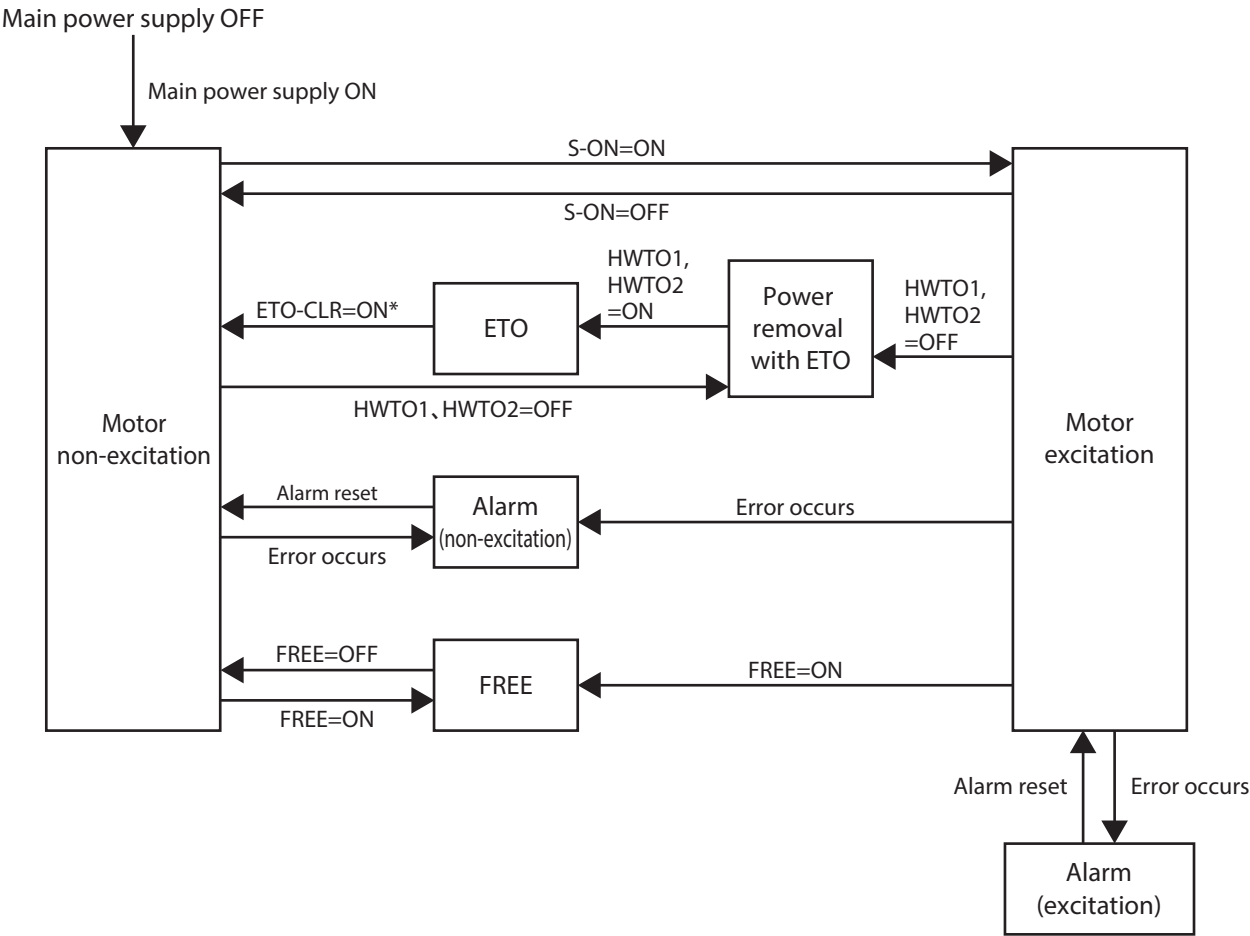 Main power supply OFF
Main power supply ON
S-ON=ON
S-ON=OFF
HWTO1,
HWTO2
=ON
Power
removal
with ETO
HWTO1,
HWTO2
=OFF
ETO-CLR=ON*
ETO
HWTO1、HWTO2=OFF
Motor
non-excitation
Motor
excitation
Alarm reset
Alarm
(non-excitation)
Error occurs
Error occurs
FREE=OFF
FREE
FREE=ON
FREE=ON
Alarm reset
Error occurs
Alarm
(excitation)